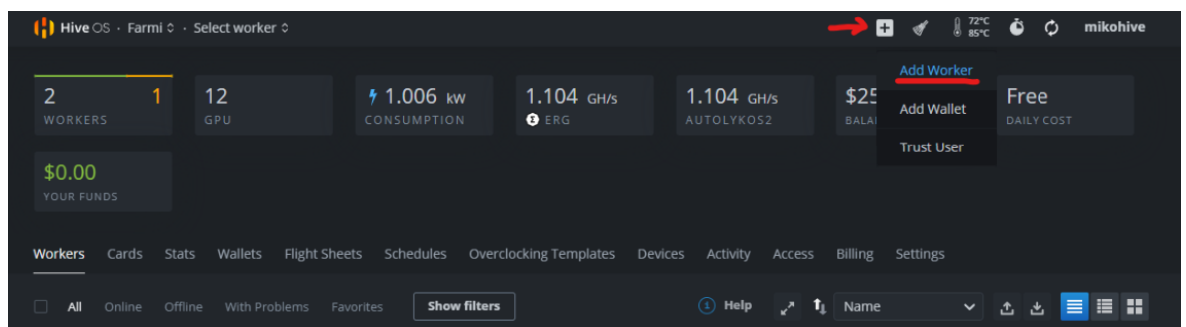 Hive OS · Farmi · Select worker 72°C 85°C mikohive
Add Worker
Add Wallet
Trust User
2 1
WORKERS
12
GPU
1.006 kW
CONSUMPTION
1.104 GH/s
ERG
1.104 GH/s
AUTOLYKOS2
Free
DAILY COST
$0.00
YOUR FUNDS
Workers Cards Stats Wallets Flight Sheets Schedules Overclocking Templates Devices Activity Access Billing Settings
All Online Offline With Problems Favorites Show filters Help Name